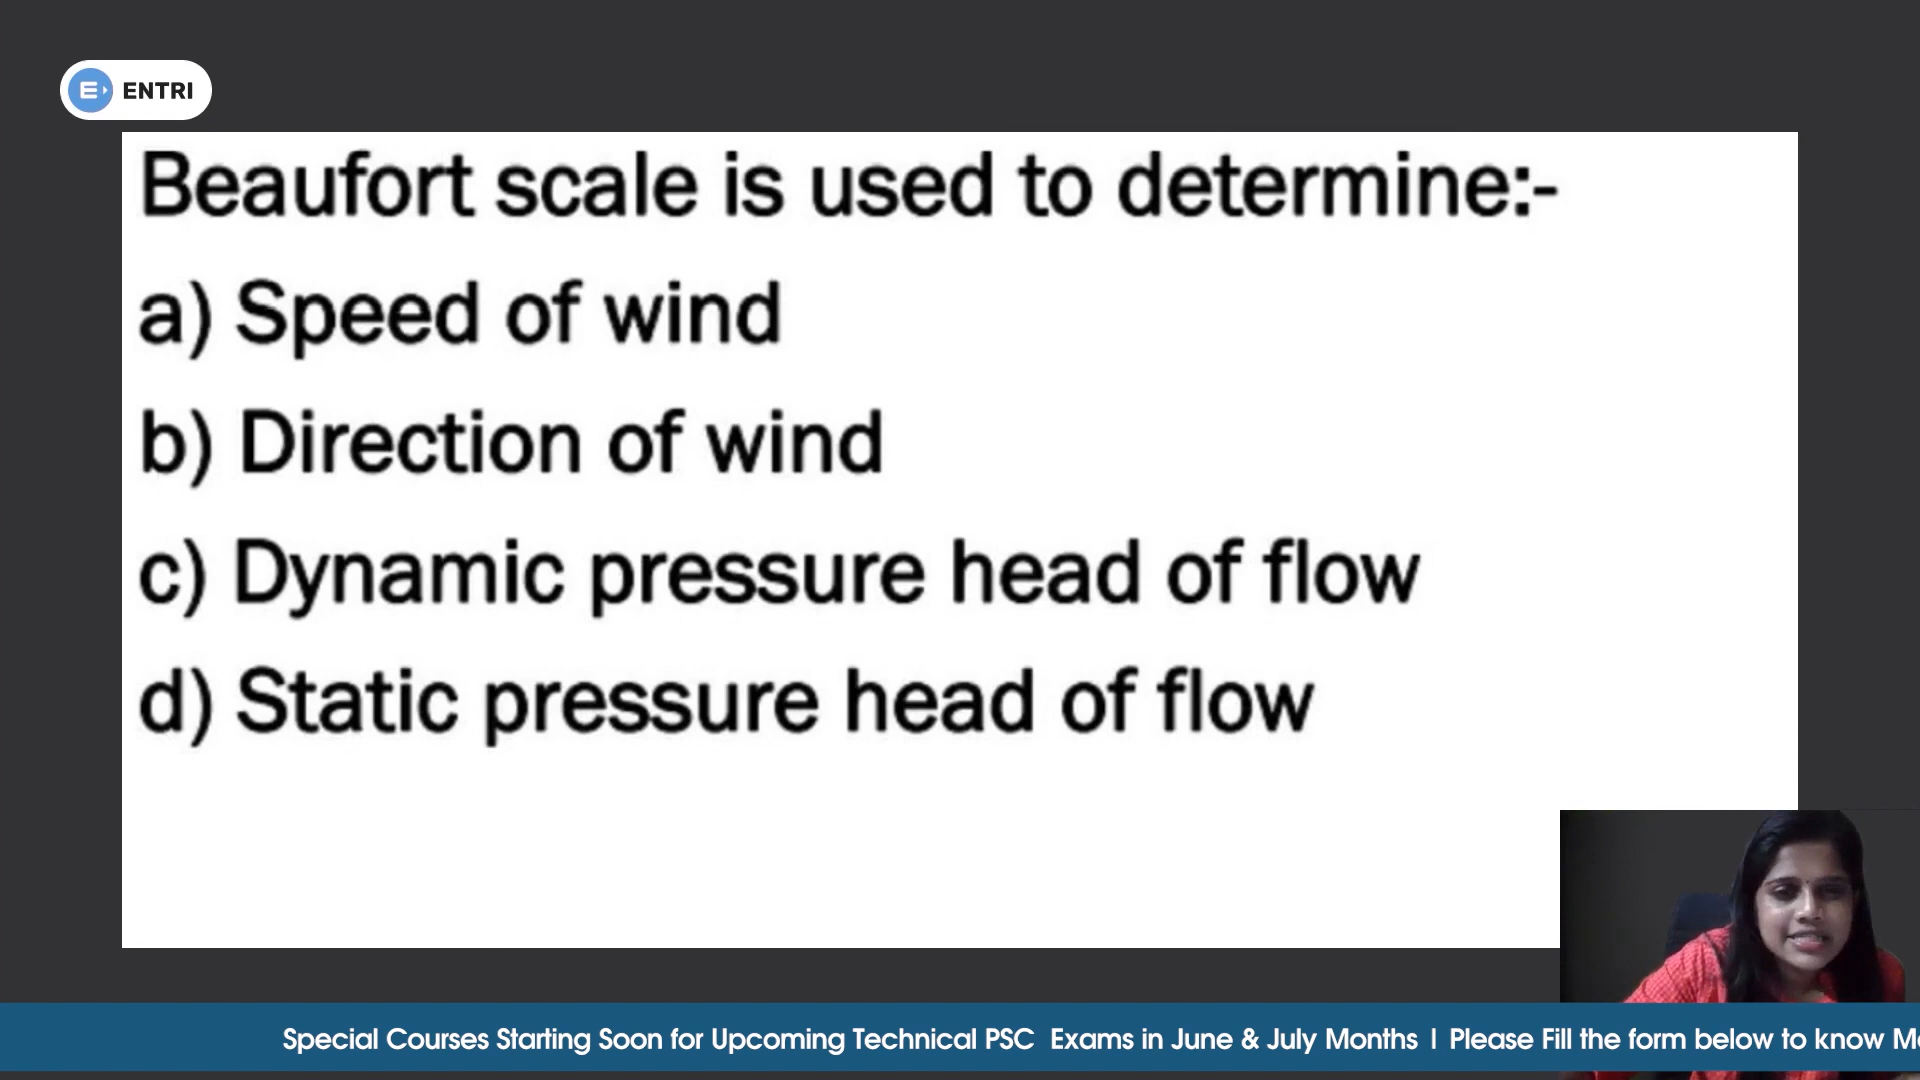 ENTRI
Beaufort scale is used to determine:-
a) Speed of wind
b) Direction of wind
c) Dynamic pressure head of flow
d) Static pressure head of flow
Special Courses Starting Soon for Upcoming Technical PSC Exams in June & July Months | Please Fill the form below to know